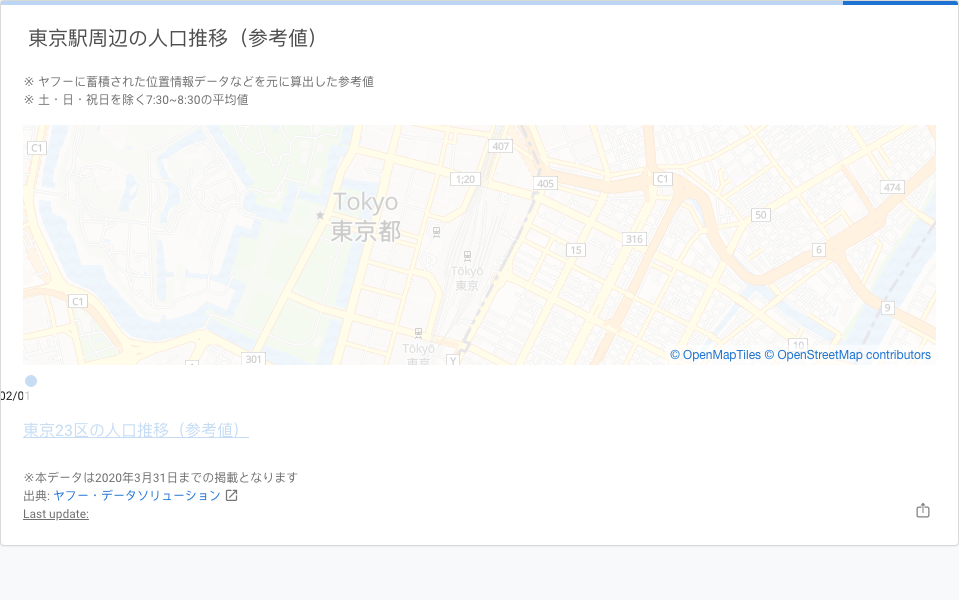 東京駅周辺の人口推移（参考値）
※ ヤフーに蓄積された位置情報データなどを元に算出した参考値
※ 土・日・祝日を除く7:30~8:30の平均値
C1
407
1;20
405
C1
474
Tokyo
東京都
50
316
15
6
Tōkyō
東京
C1
9
10
301
Tōkyō
東京
Y
© OpenMapTiles © OpenStreetMap contributors
02/01
東京23区の人口推移（参考値）
※本データは2020年3月31日までの掲載となります
出典: ヤフー・データソリューション
Last update: